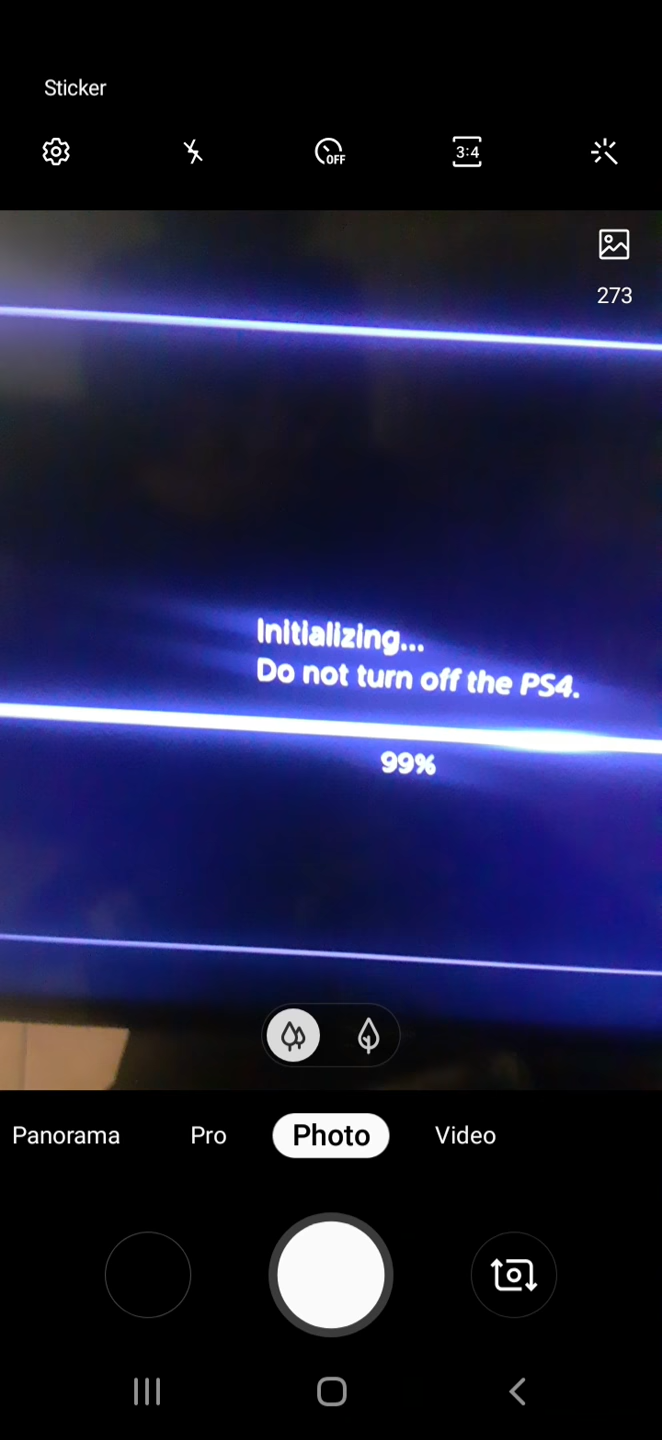 Sticker
OFF
3:4
273
Initializing...
Do not turn off the PS4.
99%
Panorama
Pro
Photo
Video